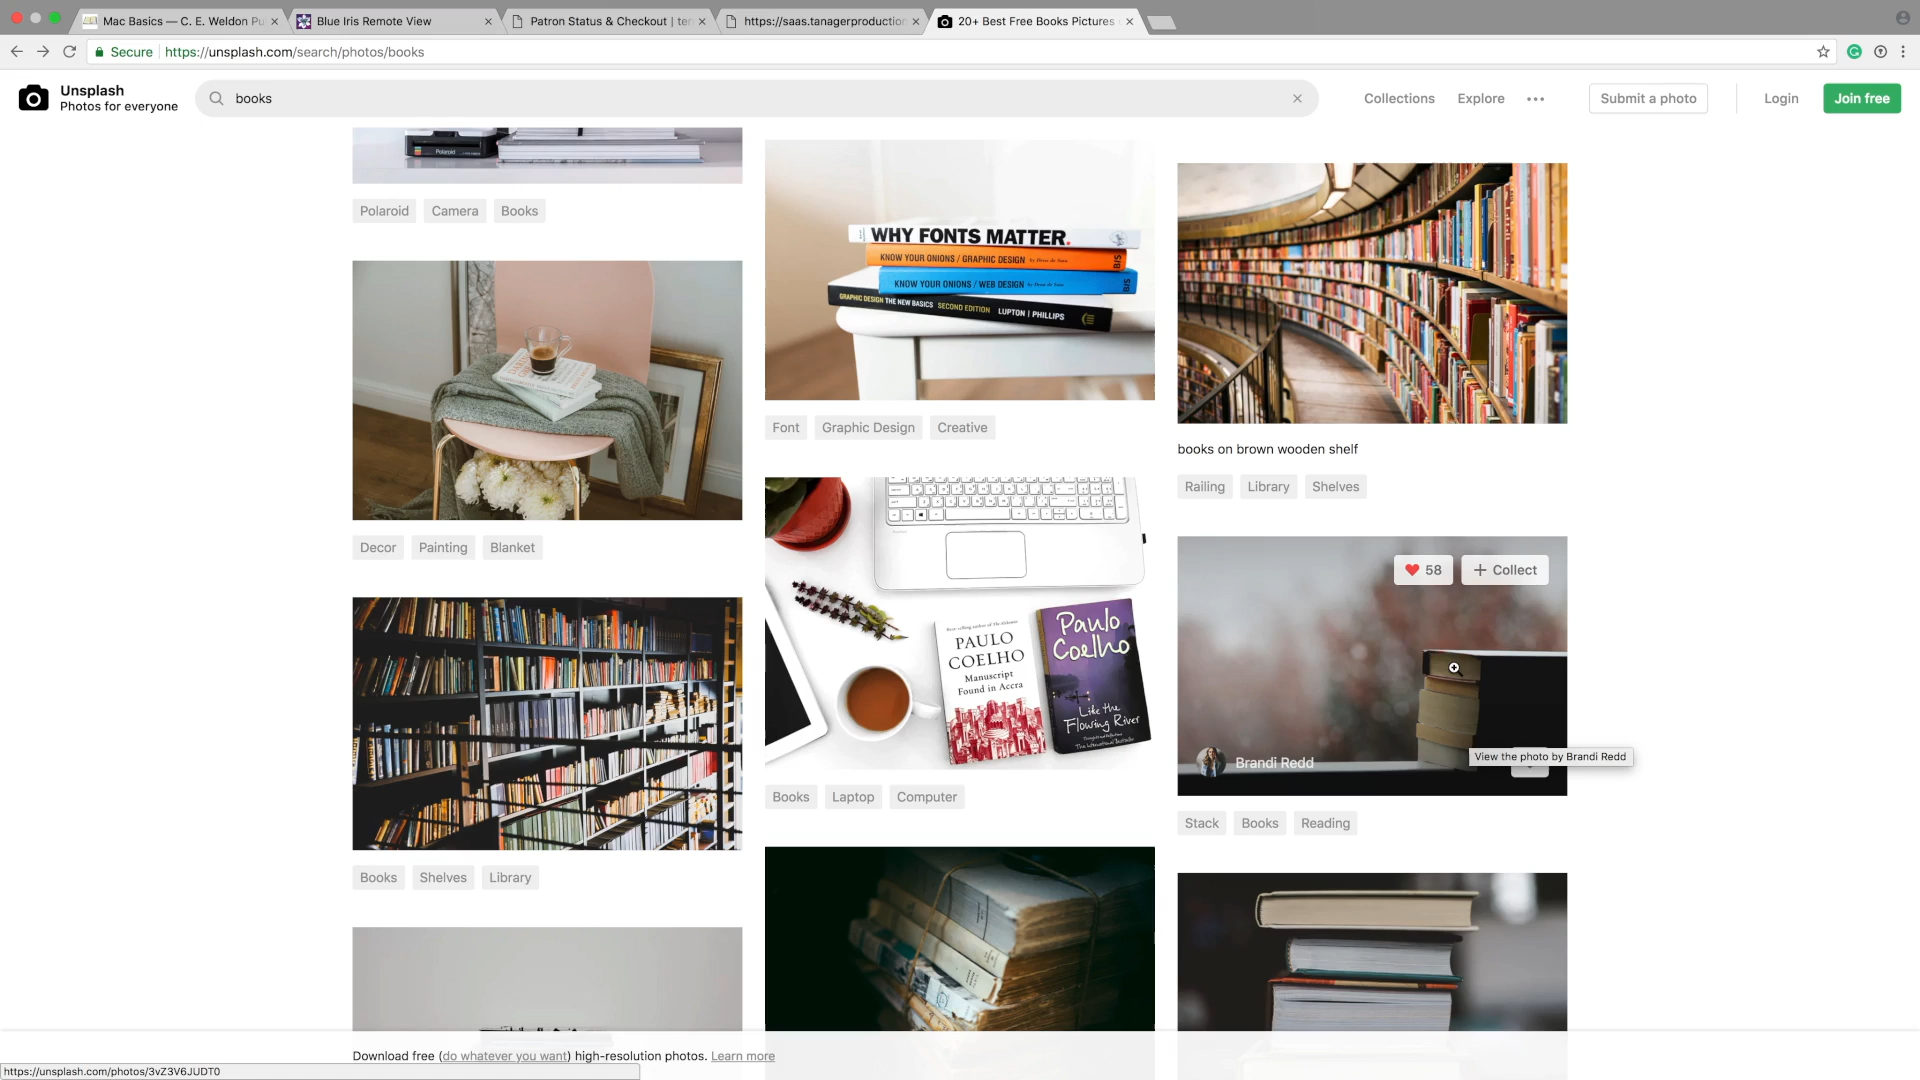 Mac Basics — C. E. Weldon Pu
Blue Iris Remote View
Patron Status & Checkout | ter
https://saas.tanagerproduction
20+ Best Free Books Pictures
Secure
https://unsplash.com/search/photos/books
Unsplash
Photos for everyone
books
Collections
Explore
Submit a photo
Login
Join free
Polaroid
Polaroid
Camera
Books
WHY FONTS MATTER.
KNOW YOUR ONIONS / GRAPHIC DESIGN
BIS
KNOW YOUR ONIONS / WEB DESIGN
BIS
GRAPHIC DESIGN THE NEW BASICS SECOND EDITION LUPTON | PHILLIPS
Font
Graphic Design
Creative
books on brown wooden shelf
Railing
Library
Shelves
Decor
Painting
Blanket
58
Collect
PAULO
COELHO
Manuscript
Found in Accra
Paulo
Coelho
Like the
Flowing River
Brandi Redd
View the photo by Brandi Redd
Books
Laptop
Computer
Stack
Books
Reading
Books
Shelves
Library
Download free (do whatever you want) high-resolution photos. Learn more
https://unsplash.com/photos/3vZ3V6JUDT0